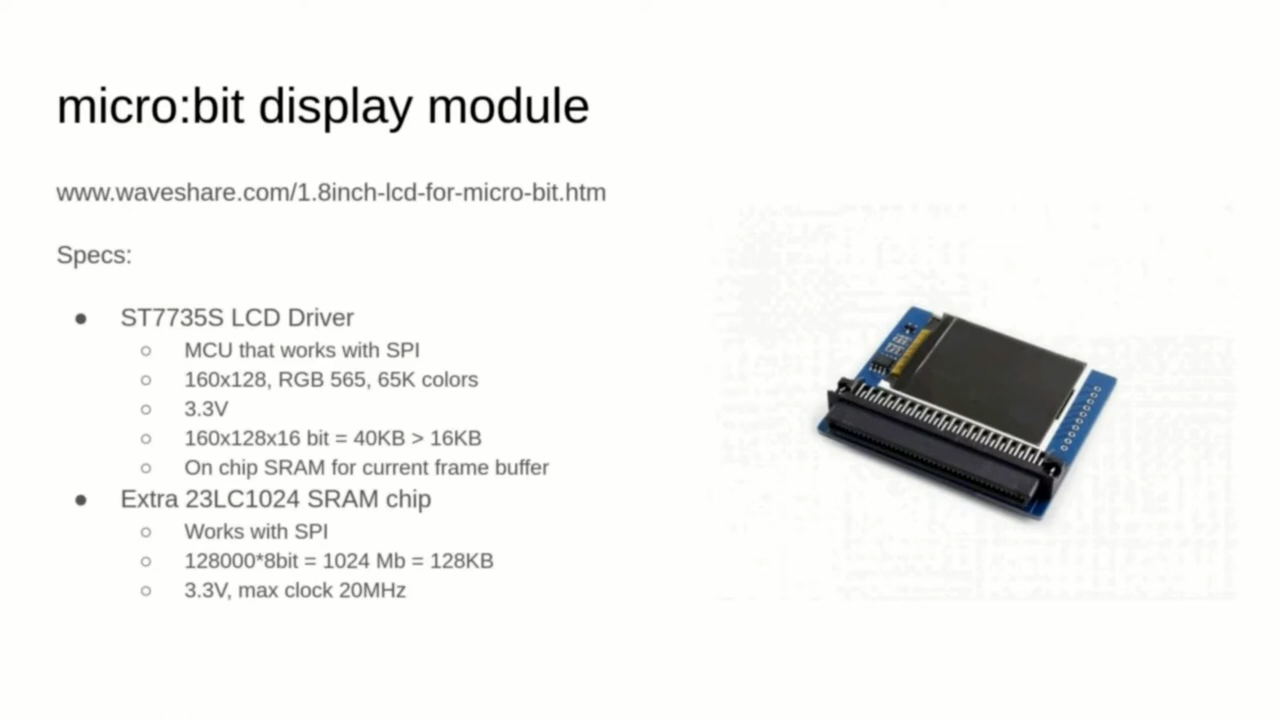 micro:bit display module
www.waveshare.com/1.8inch-lcd-for-micro-bit.htm
Specs:
● ST7735S LCD Driver
○ MCU that works with SPI
○ 160x128, RGB 565, 65K colors
○ 3.3V
○ 160x128x16 bit = 40KB > 16KB
○ On chip SRAM for current frame buffer
● Extra 23LC1024 SRAM chip
○ Works with SPI
○ 128000*8bit = 1024 Mb = 128KB
○ 3.3V, max clock 20MHz